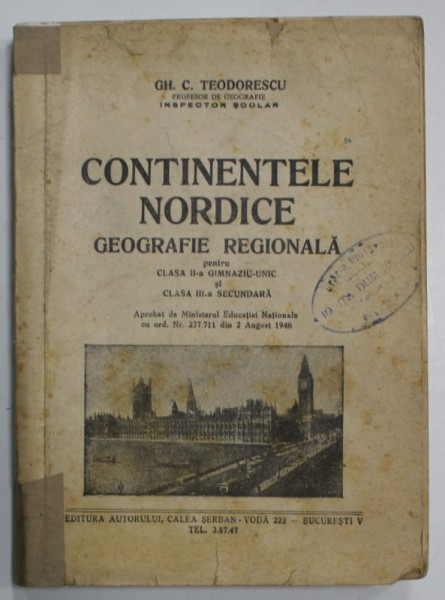 GH. C. TEODORESCU
PROFESOR DE GEOGRAFIE
INSPECTOR ȘCOLAR
CONTINENTELE
NORDICE
GEOGRAFIE REGIONALĂ
pentru
CLASA II-a GIMNAZIU-UNIC
și
CLASA III-a SECUNDARĂ
Aprobat de Ministerul Educației Naționale
cu ord. Nr. 237.711 din 2 August 1946
EDITURA AUTORULUI, CALEA ȘERBAN-VODĂ 222 — BUCUREȘTI V
TEL. 3.87.47